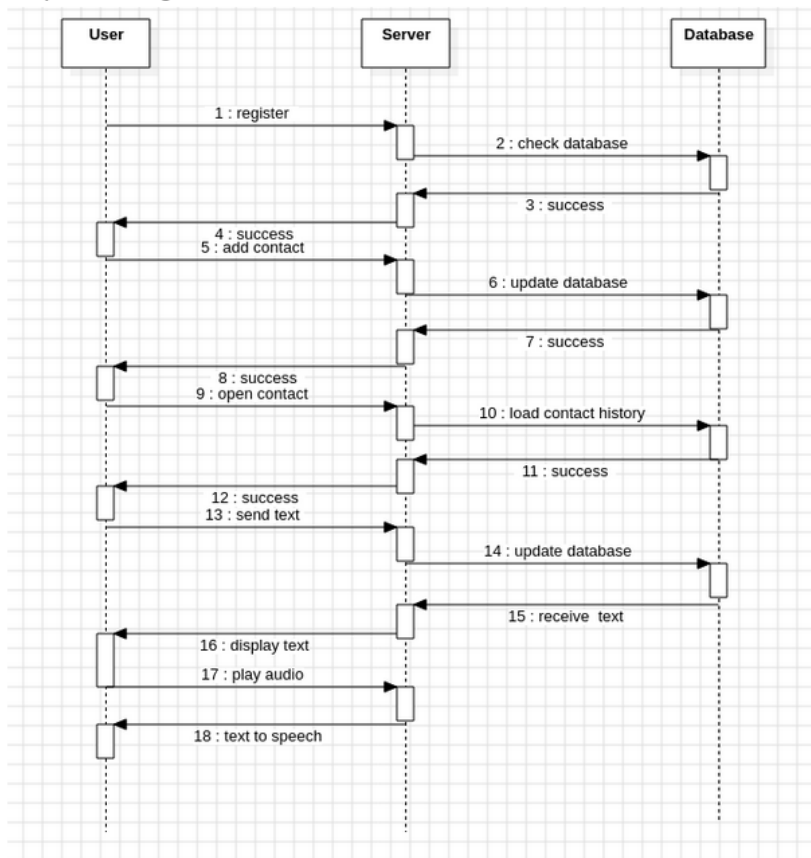 User
Server
Database
1 : register
2 : check database
3 : success
4 : success
5 : add contact
6 : update database
7 : success
8 : success
9 : open contact
10 : load contact history
11 : success
12 : success
13 : send text
14 : update database
15 : receive  text
16 : display text
17 : play audio
18 : text to speech